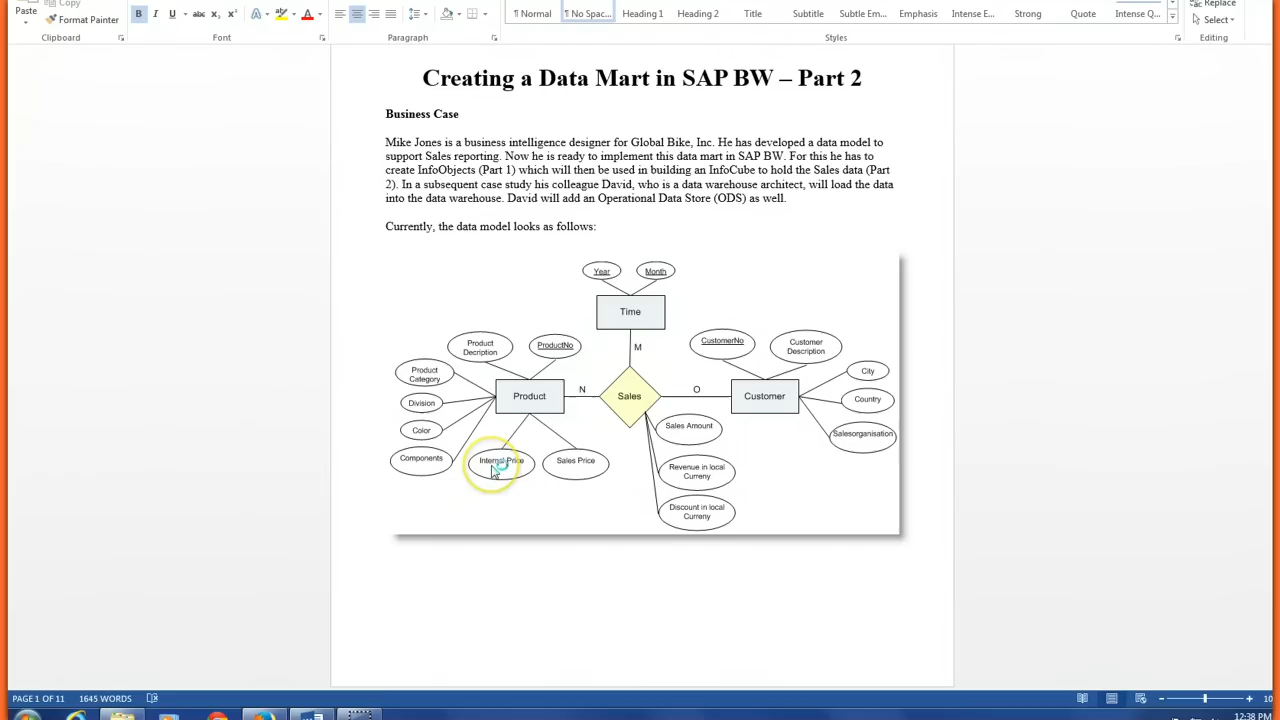 Copy
Replace
Paste
Format Painter
Select
B I U abc x₂ x²
¶ Normal
¶ No Spac...
Heading 1
Heading 2
Title
Subtitle
Subtle Em...
Emphasis
Intense E...
Strong
Quote
Intense Q...
Clipboard
Font
Paragraph
Styles
Editing
Creating a Data Mart in SAP BW – Part 2
Business Case
Mike Jones is a business intelligence designer for Global Bike, Inc. He has developed a data model to
support Sales reporting. Now he is ready to implement this data mart in SAP BW. For this he has to
create InfoObjects (Part 1) which will then be used in building an InfoCube to hold the Sales data (Part
2). In a subsequent case study his colleague David, who is a data warehouse architect, will load the data
into the data warehouse. David will add an Operational Data Store (ODS) as well.
Currently, the data model looks as follows:
Year
Month
Time
M
Product
Decription
ProductNo
CustomerNo
Customer
Description
Product
Category
City
Product
N
Sales
O
Customer
Division
Country
Color
Sales Amount
Salesorganisation
Components
Internal Price
Sales Price
Revenue in local
Curreny
Discount in local
Curreny
PAGE 1 OF 11
1645 WORDS
10
12:38 PM